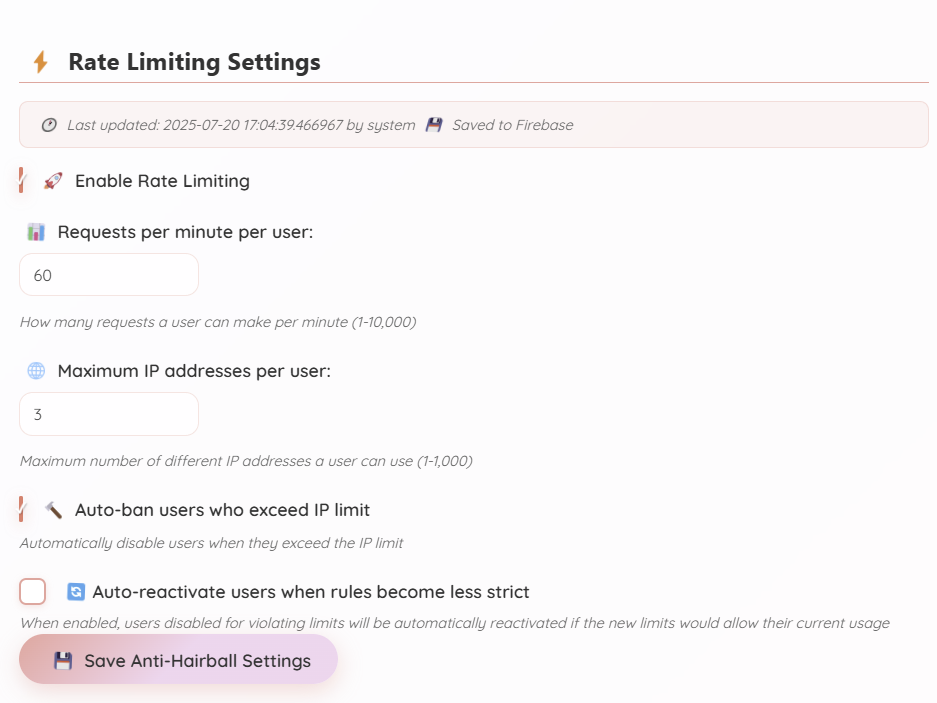 Rate Limiting Settings
Last updated: 2025-07-20 17:04:39.466967 by system Saved to Firebase
Enable Rate Limiting
Requests per minute per user:
60
How many requests a user can make per minute (1-10,000)
Maximum IP addresses per user:
3
Maximum number of different IP addresses a user can use (1-1,000)
Auto-ban users who exceed IP limit
Automatically disable users when they exceed the IP limit
Auto-reactivate users when rules become less strict
When enabled, users disabled for violating limits will be automatically reactivated if the new limits would allow their current usage
Save Anti-Hairball Settings